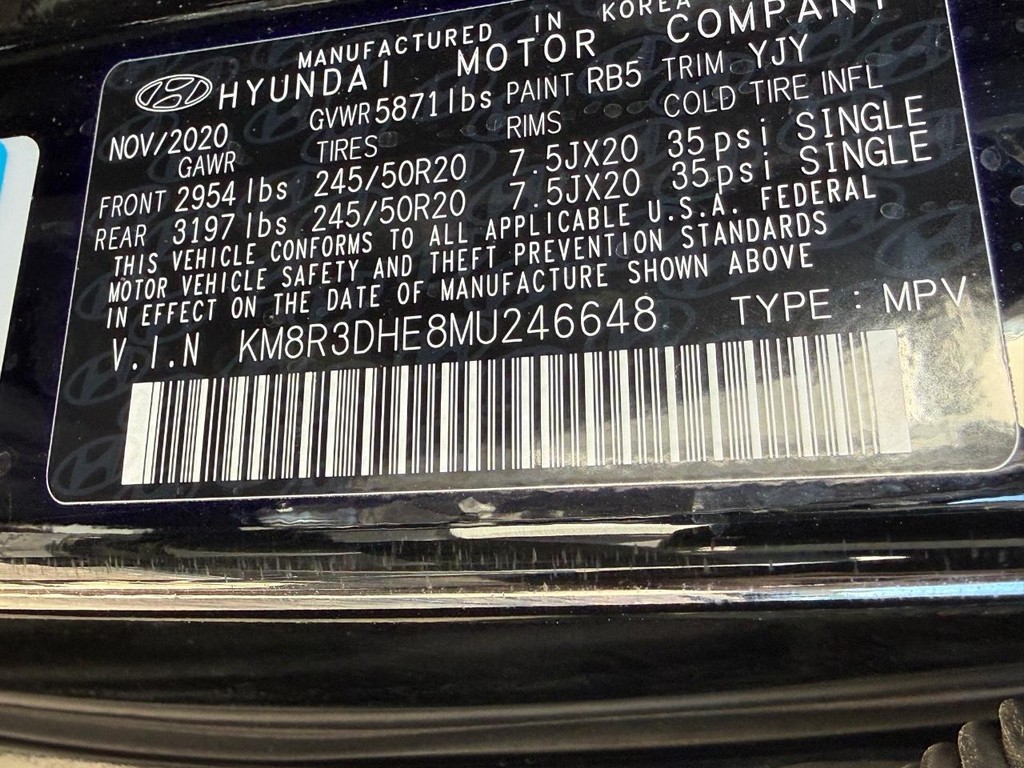 MANUFACTURED IN KOREA
HYUNDAI MOTOR COMPANY
NOV/2020 GVWR 5871 lbs PAINT RB5 TRIM YJY
GAWR TIRES RIMS COLD TIRE INFL
FRONT 2954 lbs 245/50R20 7.5JX20 35psi SINGLE
REAR 3197 lbs 245/50R20 7.5JX20 35psi SINGLE
THIS VEHICLE CONFORMS TO ALL APPLICABLE U.S.A. FEDERAL
MOTOR VEHICLE SAFETY AND THEFT PREVENTION STANDARDS
IN EFFECT ON THE DATE OF MANUFACTURE SHOWN ABOVE
V.I.N KM8R3DHE8MU246648 TYPE : MPV